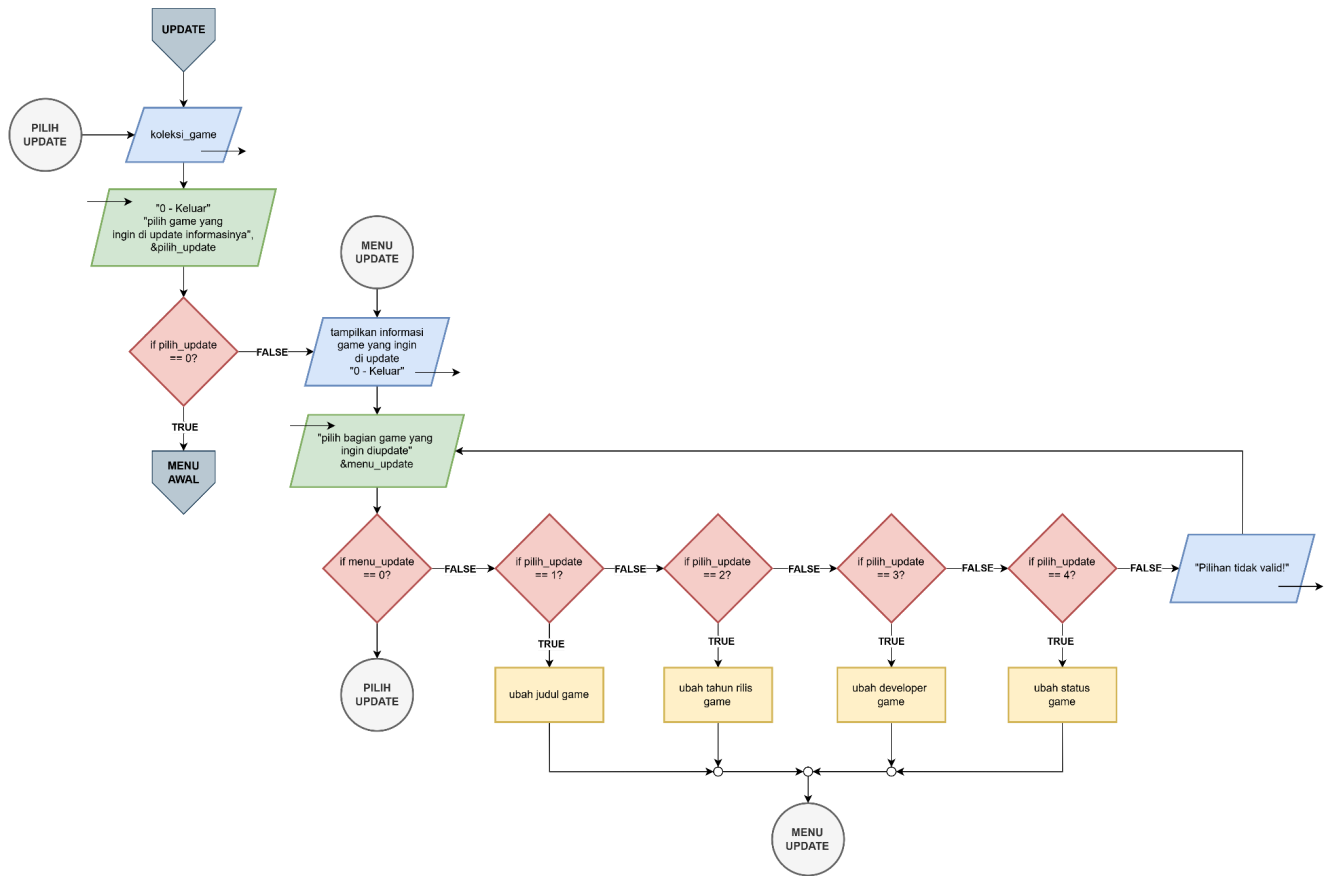 UPDATE
PILIH
UPDATE
koleksi_game
"0 - Keluar"
"pilih game yang
ingin di update informasinya",
&pilih_update
MENU
UPDATE
if pilih_update
== 0?
FALSE
tampilkan informasi
game yang ingin
di update
"0 - Keluar"
TRUE
MENU
AWAL
"pilih bagian game yang
ingin diupdate"
&menu_update
if menu_update
== 0?
FALSE
if pilih_update
== 1?
FALSE
if pilih_update
== 2?
FALSE
if pilih_update
== 3?
FALSE
if pilih_update
== 4?
FALSE
"Pilihan tidak valid!"
TRUE
TRUE
TRUE
TRUE
PILIH
UPDATE
ubah judul game
ubah tahun rilis
game
ubah developer
game
ubah status
game
MENU
UPDATE